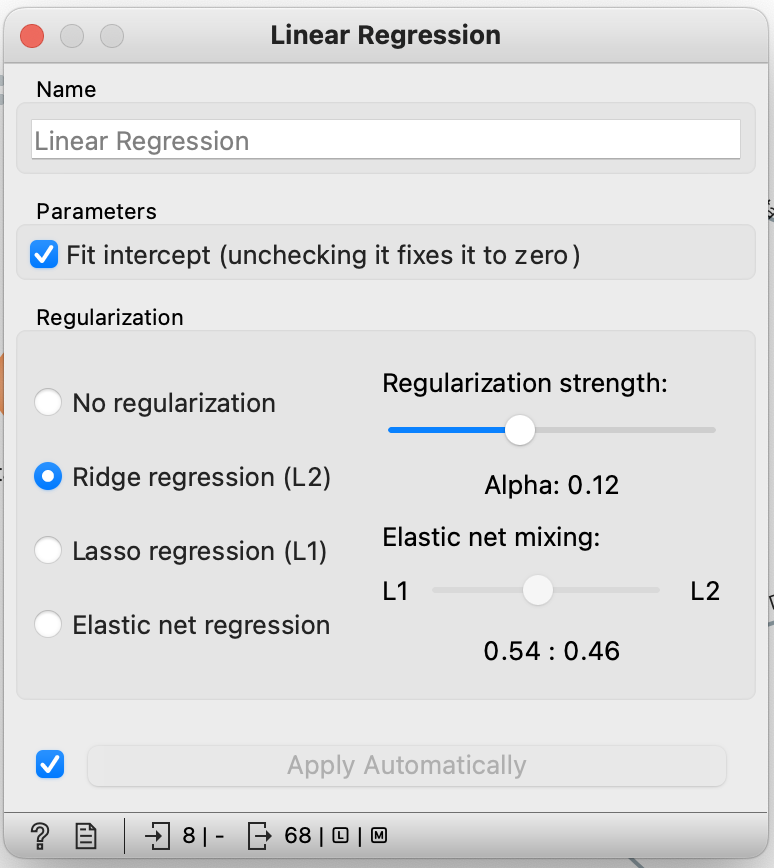 Linear Regression
Name
Linear Regression
Parameters
Fit intercept (unchecking it fixes it to zero)
Regularization
No regularization
Ridge regression (L2)
Lasso regression (L1)
Elastic net regression
Regularization strength:
Alpha: 0.12
Elastic net mixing:
L1 L2
0.54 : 0.46
Apply Automatically
? 8 | - 68 | L | M